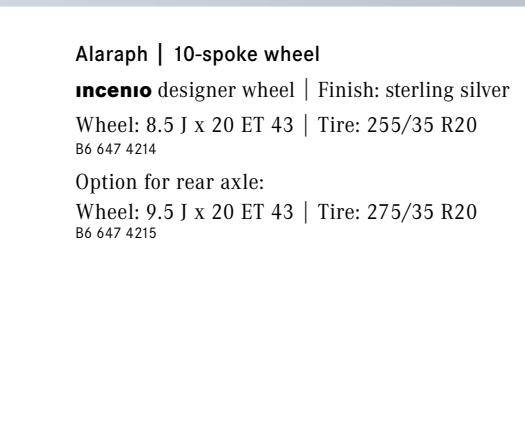 Alaraph | 10-spoke wheel
ıncenıo designer wheel | Finish: sterling silver
Wheel: 8.5 J x 20 ET 43 | Tire: 255/35 R20
B6 647 4214
Option for rear axle:
Wheel: 9.5 J x 20 ET 43 | Tire: 275/35 R20
B6 647 4215